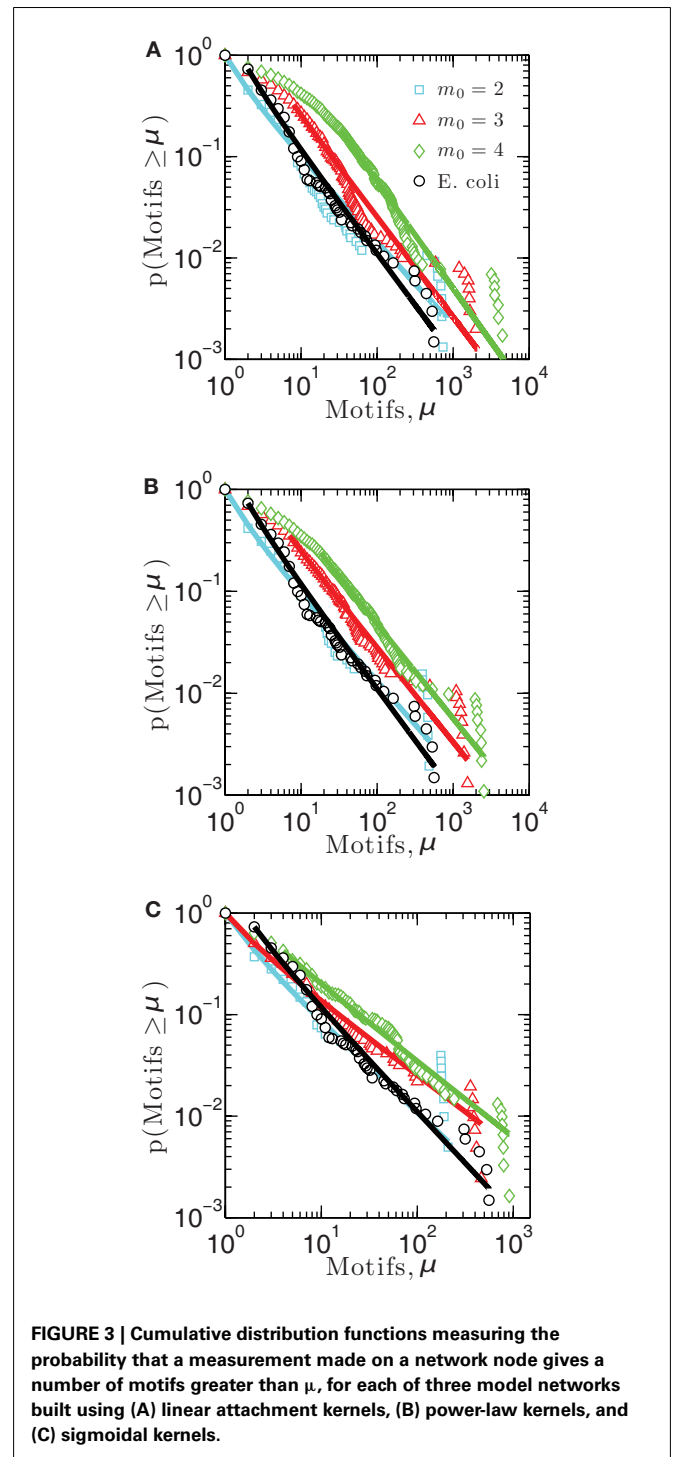 A
10^0
10^-1
10^-2
10^-3
p(Motifs ≥μ)
m_0 = 2
m_0 = 3
m_0 = 4
E. coli
10^0 10^1 10^2 10^3 10^4
Motifs, μ
B
10^0
10^-1
10^-2
10^-3
p(Motifs ≥μ)
10^0 10^1 10^2 10^3 10^4
Motifs, μ
C
10^0
10^-1
10^-2
10^-3
p(Motifs ≥μ)
10^0 10^1 10^2 10^3
Motifs, μ
FIGURE 3 | Cumulative distribution functions measuring the
probability that a measurement made on a network node gives a
number of motifs greater than μ, for each of three model networks
built using (A) linear attachment kernels, (B) power-law kernels, and
(C) sigmoidal kernels.